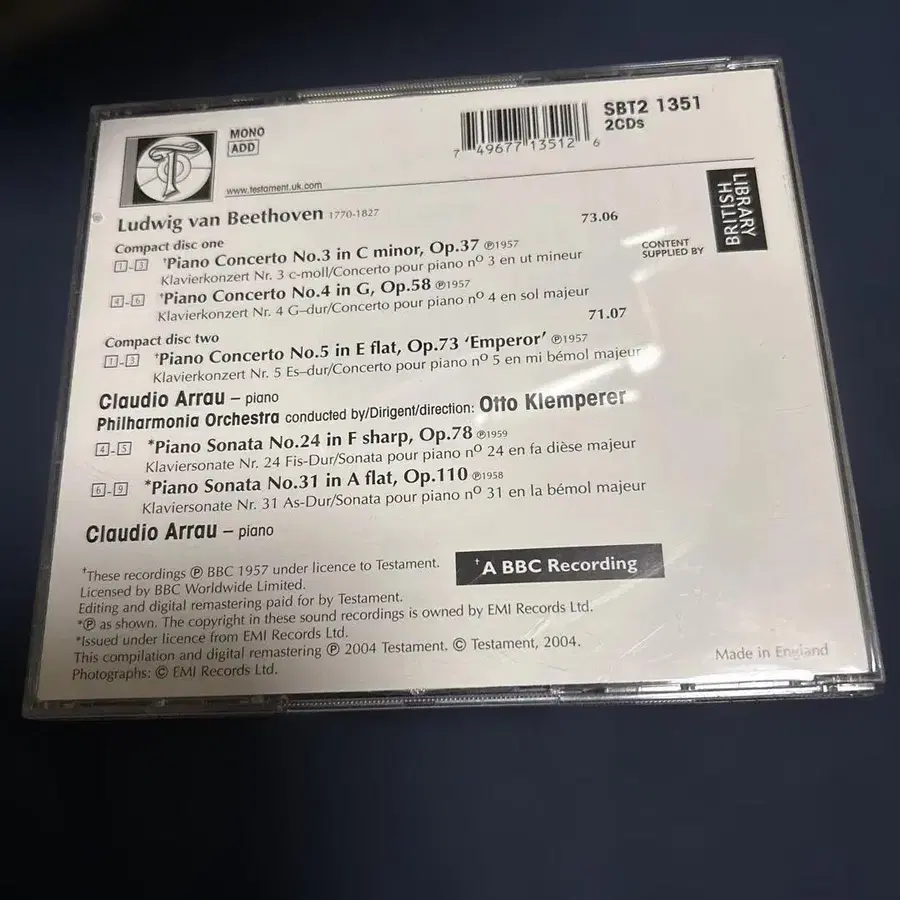 MONO
ADD
T
www.testament.uk.com
SBT2 1351
2CDs
7 49677 13512 6
BRITISH
LIBRARY
CONTENT
SUPPLIED BY
Ludwig van Beethoven 1770-1827
Compact disc one 73.06
1-3 †Piano Concerto No.3 in C minor, Op.37 ℗1957
Klavierkonzert Nr. 3 c-moll/Concerto pour piano nº 3 en ut mineur
4-6 †Piano Concerto No.4 in G, Op.58 ℗1957
Klavierkonzert Nr. 4 G–dur/Concerto pour piano nº 4 en sol majeur
Compact disc two 71.07
1-3 †Piano Concerto No.5 in E flat, Op.73 ‘Emperor’ ℗1957
Klavierkonzert Nr. 5 Es–dur/Concerto pour piano nº 5 en mi bémol majeur
Claudio Arrau – piano
Philharmonia Orchestra conducted by/Dirigent/direction: Otto Klemperer
4-5 *Piano Sonata No.24 in F sharp, Op.78 ℗1959
Klaviersonate Nr. 24 Fis-Dur/Sonata pour piano nº 24 en fa dièse majeur
6-9 *Piano Sonata No.31 in A flat, Op.110 ℗1958
Klaviersonate Nr. 31 As-Dur/Sonata pour piano nº 31 en la bémol majeur
Claudio Arrau – piano
†These recordings ℗ BBC 1957 under licence to Testament.
Licensed by BBC Worldwide Limited.
Editing and digital remastering paid for by Testament.
*℗ as shown. The copyright in these sound recordings is owned by EMI Records Ltd.
*Issued under licence from EMI Records Ltd.
This compilation and digital remastering ℗ 2004 Testament. © Testament, 2004.
Photographs: © EMI Records Ltd.
†A BBC Recording
Made in England